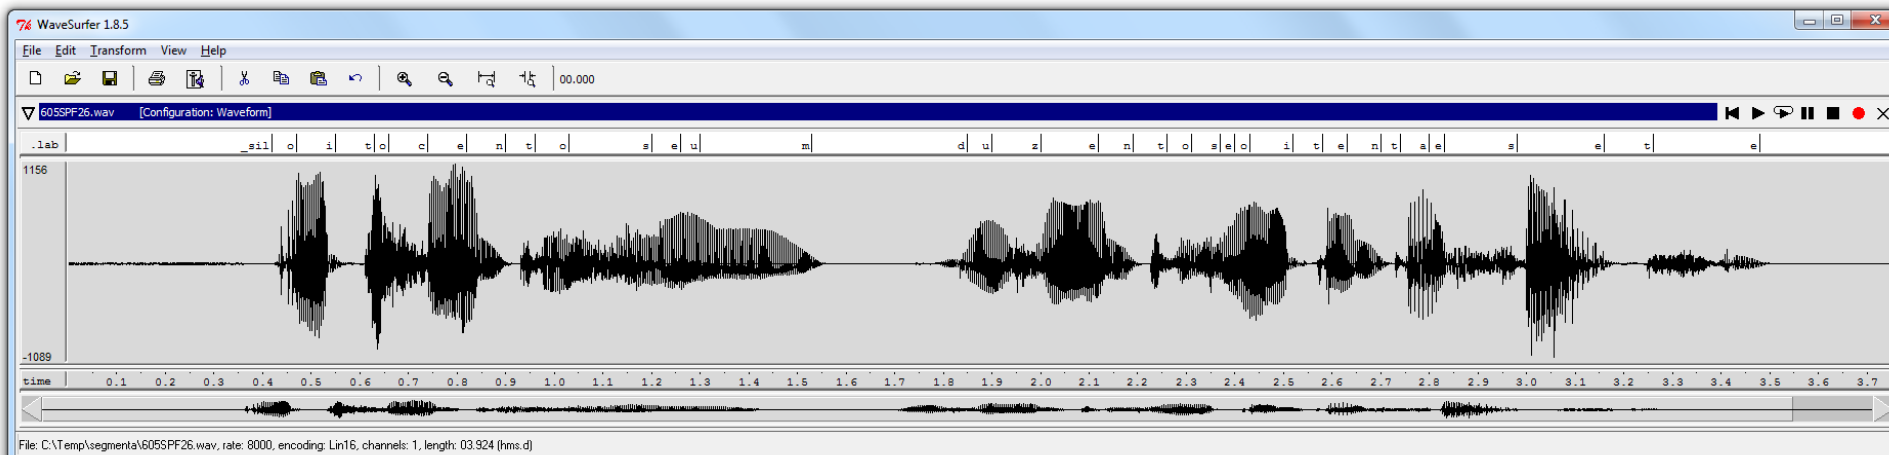 WaveSurfer 1.8.5
File Edit Transform View Help
00.000
605SPF26.wav [Configuration: Waveform]
.lab _sil o i t o c e n t o s e u m d u z e n t o s e o i t e n t a e s e t e
1156
-1089
time 0.1 0.2 0.3 0.4 0.5 0.6 0.7 0.8 0.9 1.0 1.1 1.2 1.3 1.4 1.5 1.6 1.7 1.8 1.9 2.0 2.1 2.2 2.3 2.4 2.5 2.6 2.7 2.8 2.9 3.0 3.1 3.2 3.3 3.4 3.5 3.6 3.7
File: C:\Temp\segmenta\605SPF26.wav, rate: 8000, encoding: Lin16, channels: 1, length: 03.924 (hms.d)